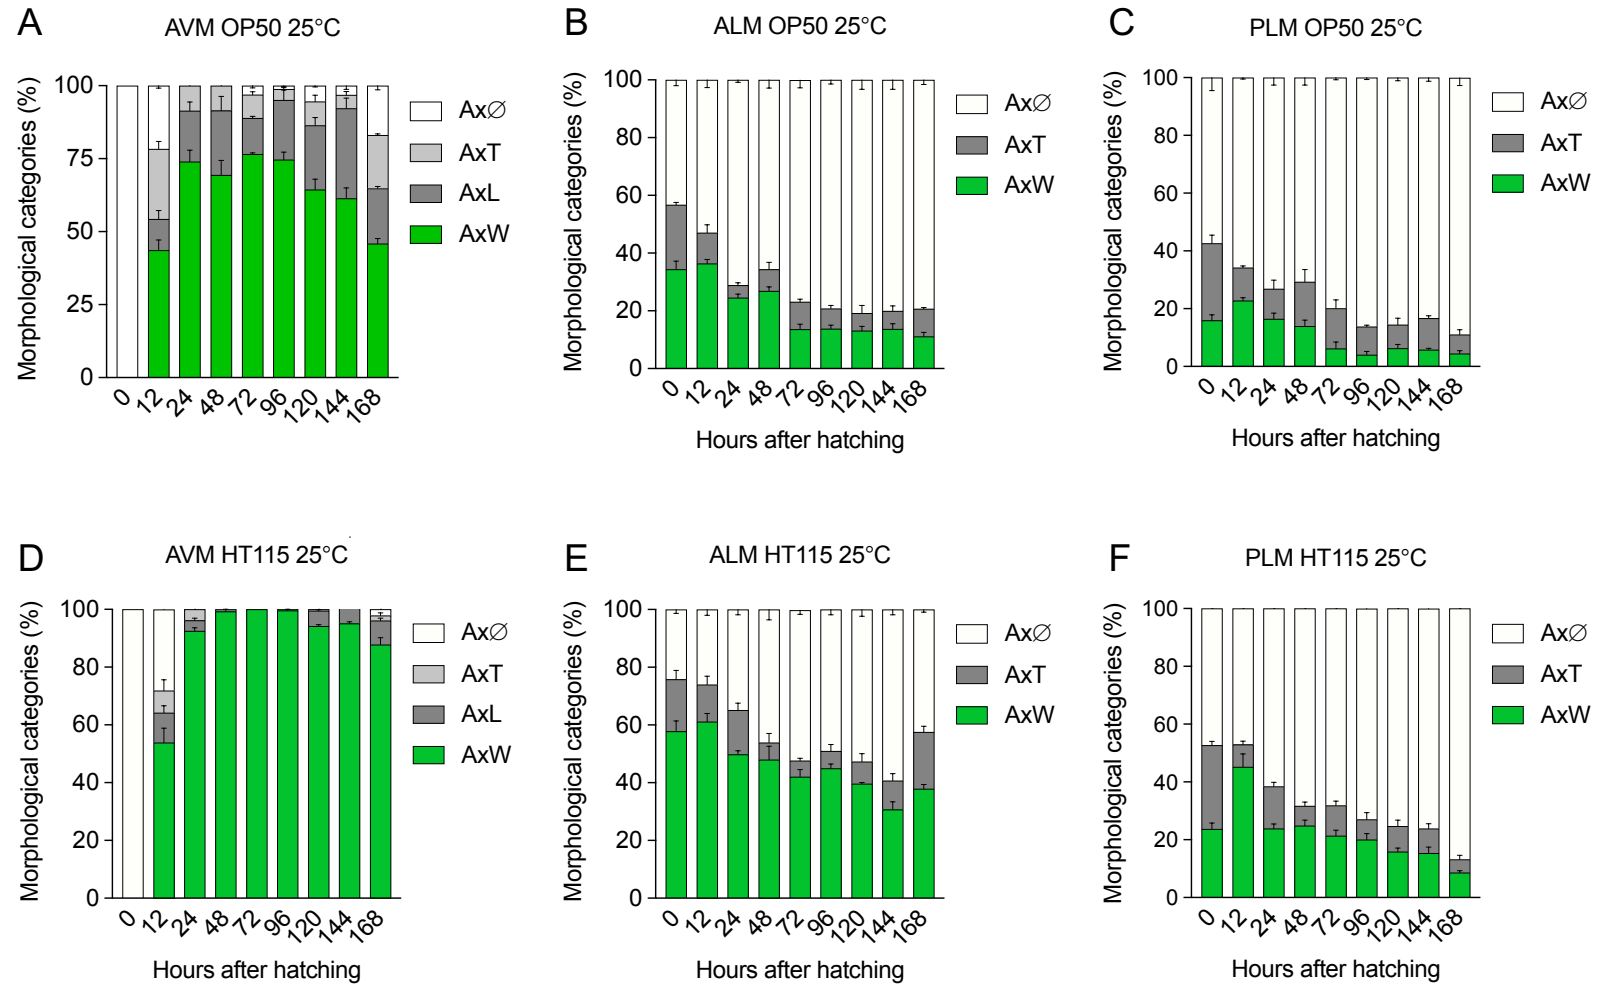 A
AVM OP50 25°C
Morphological categories (%)
100
75
50
25
0
0 12 24 48 72 96 120 144 168
Ax∅
AxT
AxL
AxW
B
ALM OP50 25°C
Morphological categories (%)
100
80
60
40
20
0
0 12 24 48 72 96 120 144 168
Hours after hatching
Ax∅
AxT
AxW
C
PLM OP50 25°C
Morphological categories (%)
100
80
60
40
20
0
0 12 24 48 72 96 120 144 168
Hours after hatching
Ax∅
AxT
AxW
D
AVM HT115 25°C
Morphological categories (%)
100
80
60
40
20
0
0 12 24 48 72 96 120 144 168
Hours after hatching
Ax∅
AxT
AxL
AxW
E
ALM HT115 25°C
Morphological categories (%)
100
80
60
40
20
0
0 12 24 48 72 96 120 144 168
Hours after hatching
Ax∅
AxT
AxW
F
PLM HT115 25°C
Morphological categories (%)
100
80
60
40
20
0
0 12 24 48 72 96 120 144 168
Hours after hatching
Ax∅
AxT
AxW